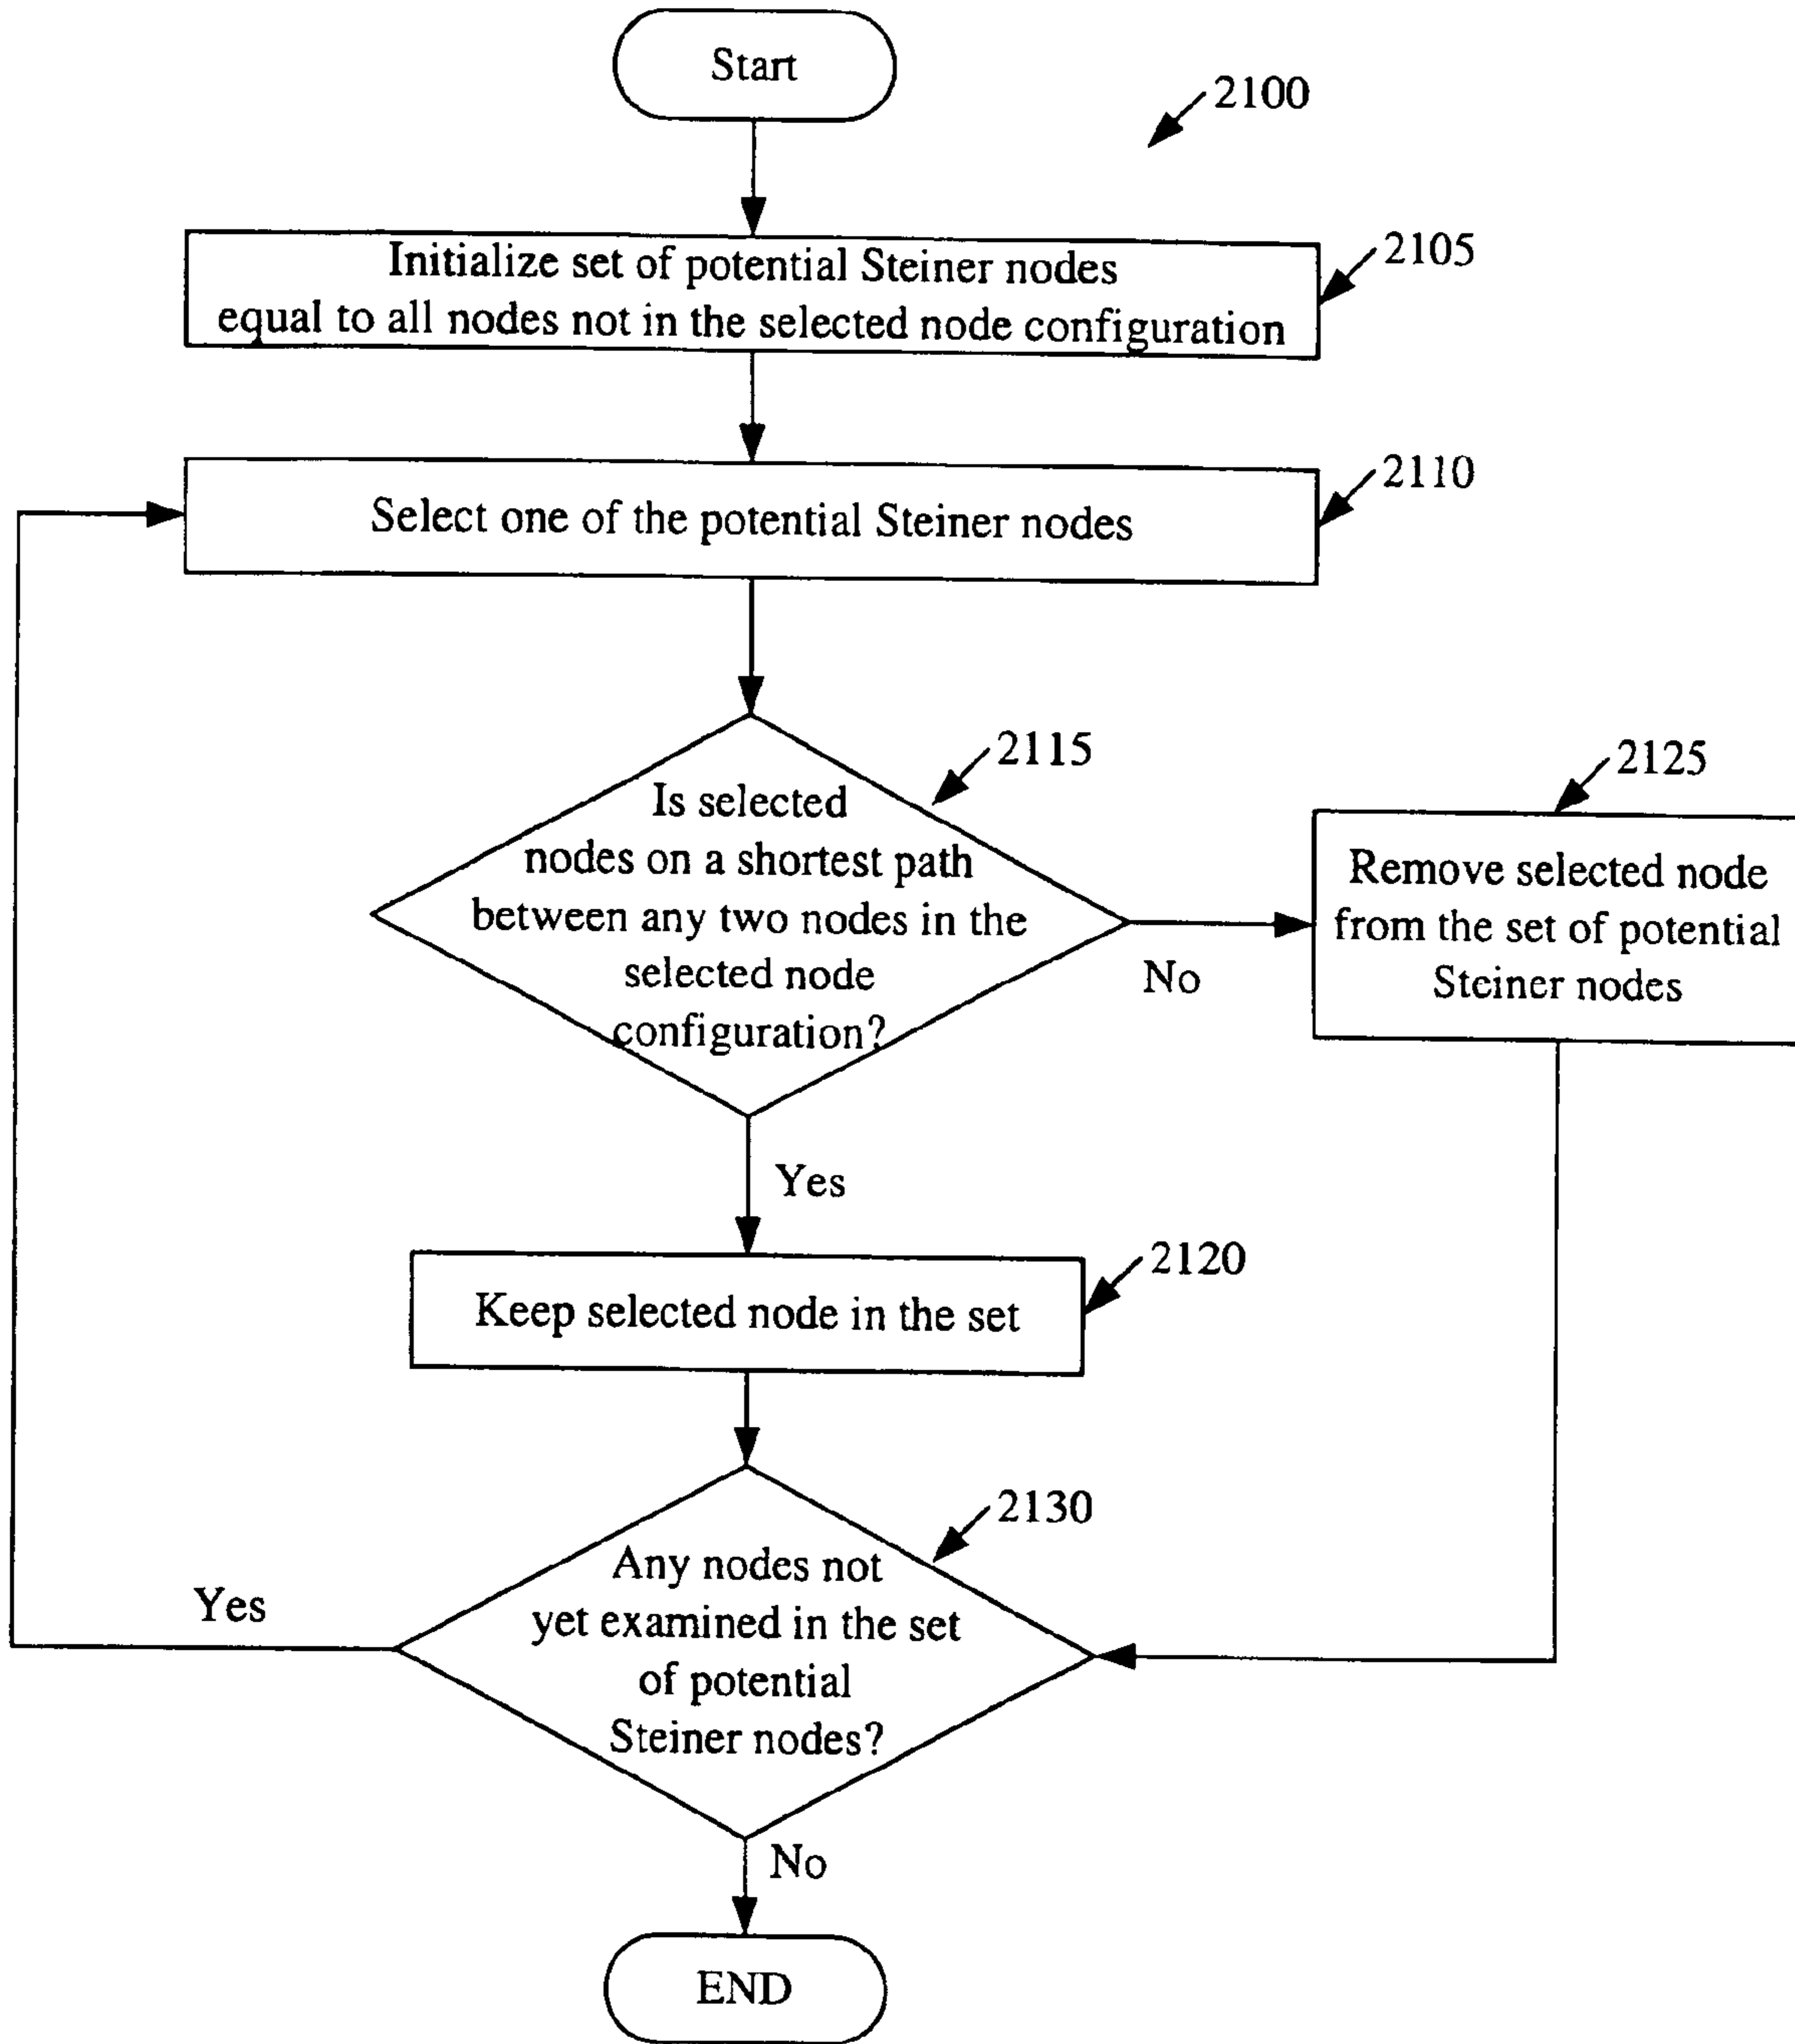 Start
2100
Initialize set of potential Steiner nodes
equal to all nodes not in the selected node configuration
2105
Select one of the potential Steiner nodes
2110
Is selected
nodes on a shortest path
between any two nodes in the
selected node
configuration?
2115
No
2125
Remove selected node
from the set of potential
Steiner nodes
Yes
Keep selected node in the set
2120
Any nodes not
yet examined in the set
of potential
Steiner nodes?
2130
Yes
No
END